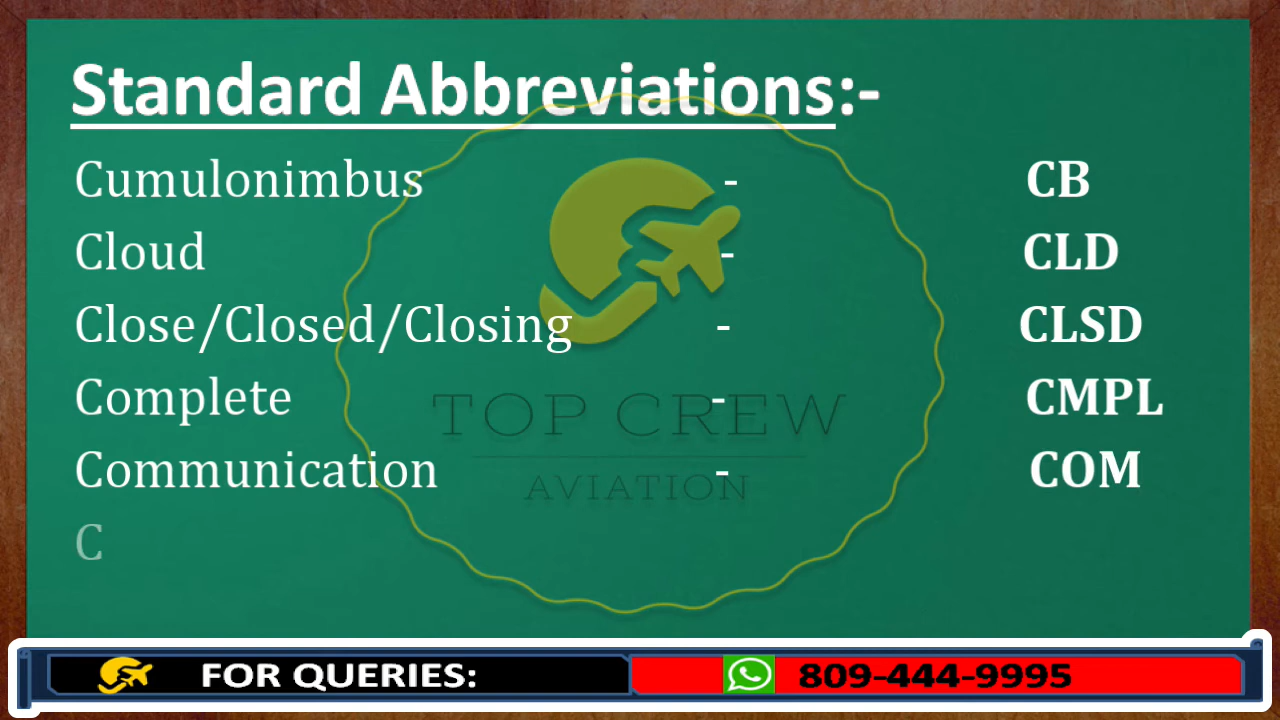 Standard Abbreviations:-
Cumulonimbus - CB
Cloud - CLD
Close/Closed/Closing - CLSD
Complete - CMPL
Communication - COM
C
TOP CREW
AVIATION
FOR QUERIES: 809-444-9995